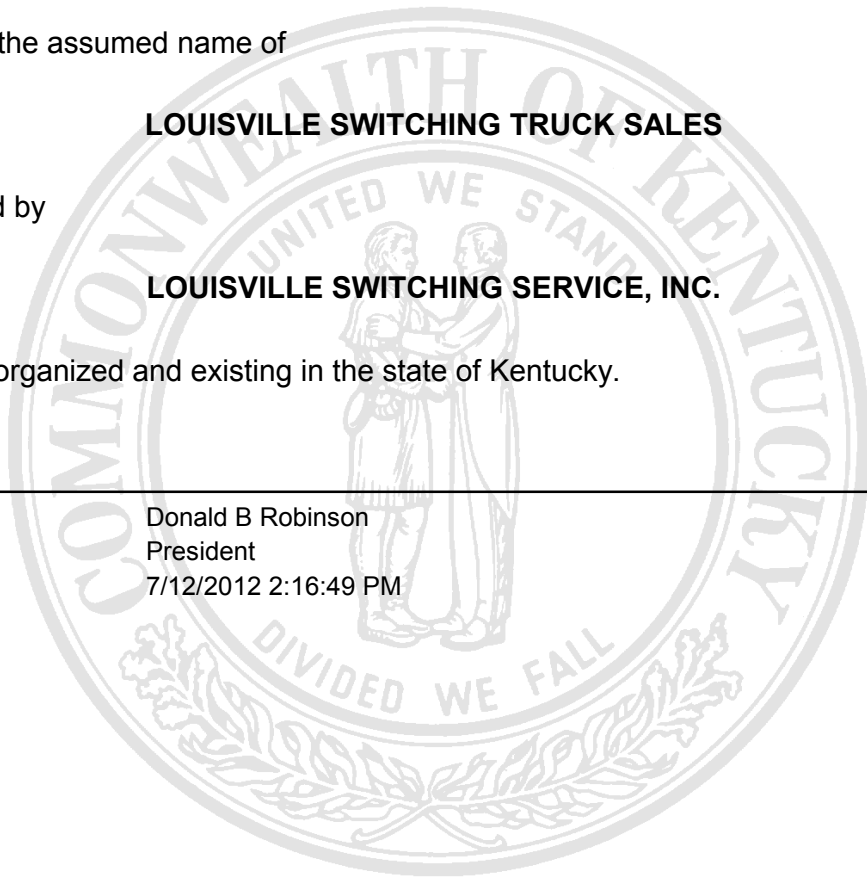 the assumed name of
LOUISVILLE SWITCHING TRUCK SALES
d by
LOUISVILLE SWITCHING SERVICE, INC.
organized and existing in the state of Kentucky.
Donald B Robinson
President
7/12/2012 2:16:49 PM
COMMONWEALTH OF KENTUCKY
UNITED WE STAND
DIVIDED WE FALL